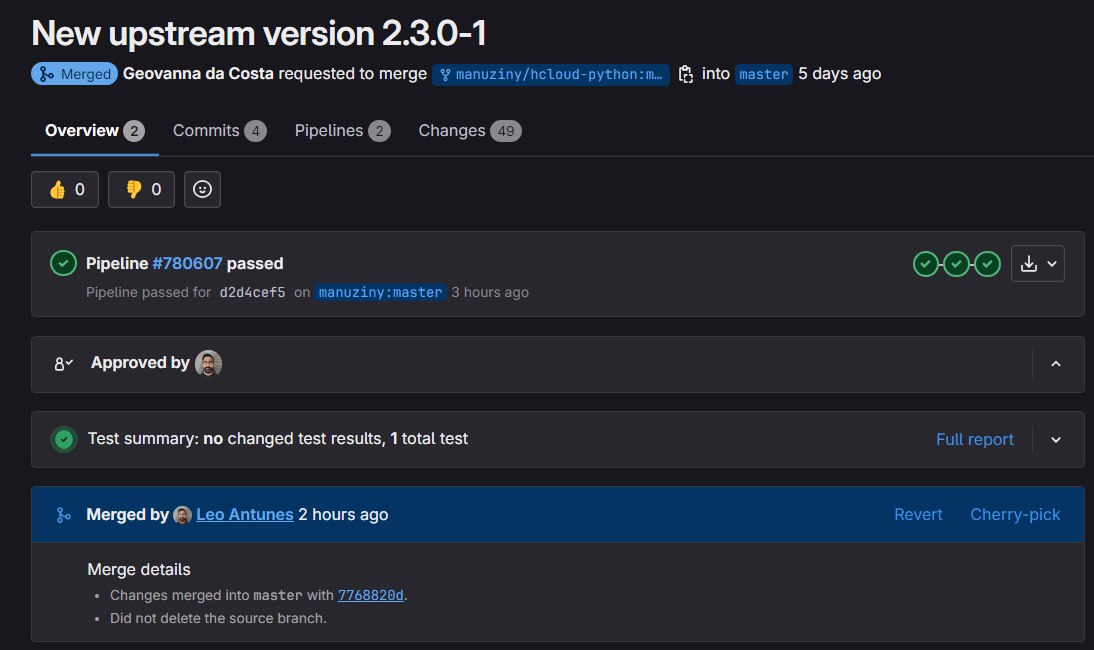 New upstream version 2.3.0-1
Merged Geovanna da Costa requested to merge manuziny/hcloud-python:m… into master 5 days ago
Overview 2 Commits 4 Pipelines 2 Changes 49
👍 0 👎 0
Pipeline #780607 passed
Pipeline passed for d2d4cef5 on manuziny:master 3 hours ago
Approved by
Test summary: no changed test results, 1 total test Full report
Merged by Leo Antunes 2 hours ago Revert Cherry-pick
Merge details
• Changes merged into master with 7768820d.
• Did not delete the source branch.